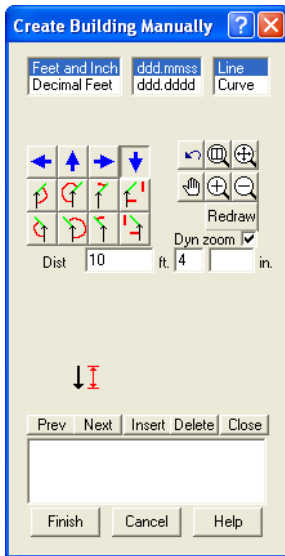 Create Building Manually
Feet and Inch ddd.mmss Line
Decimal Feet ddd.dddd Curve
Redraw
Dyn zoom
Dist 10 ft. 4 in.
Prev Next Insert Delete Close
Finish Cancel Help